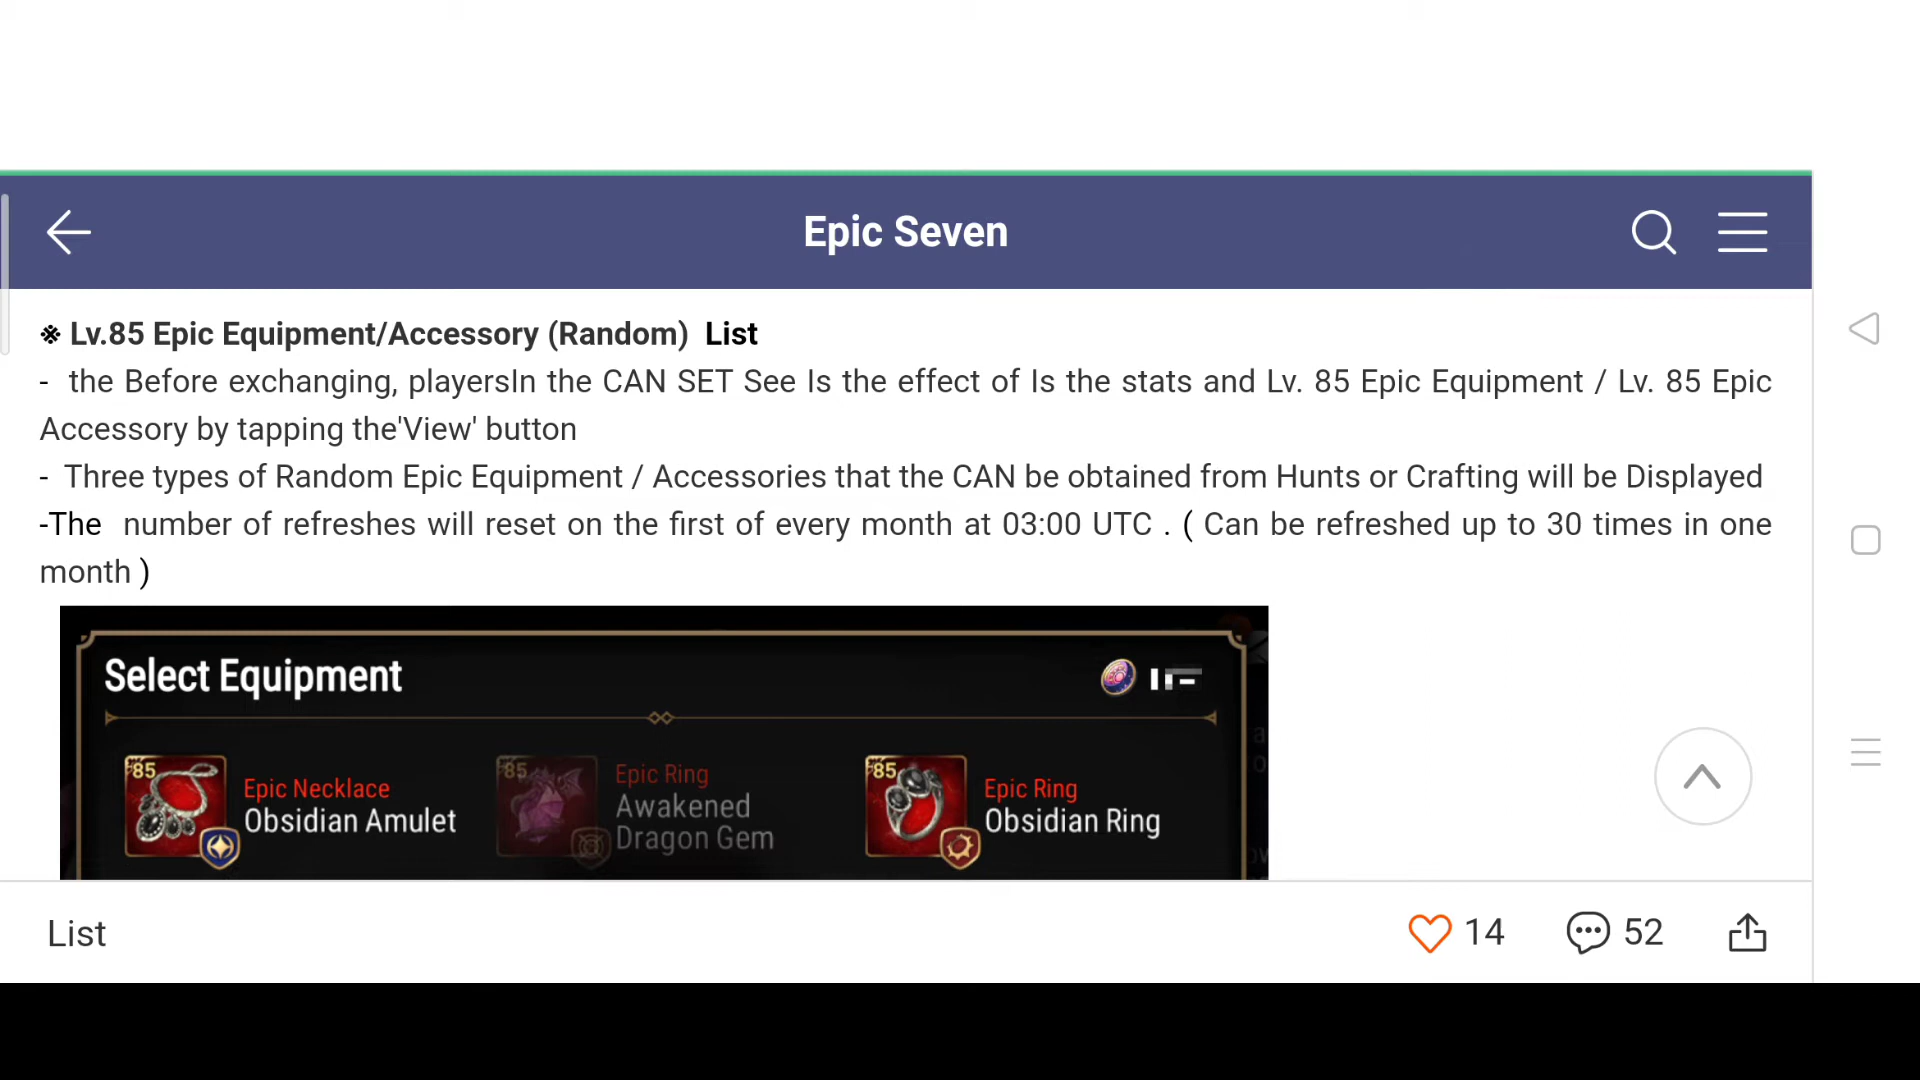 Epic Seven
※ Lv.85 Epic Equipment/Accessory (Random) List
- the Before exchanging, playersIn the CAN SET See Is the effect of Is the stats and Lv. 85 Epic Equipment / Lv. 85 Epic
Accessory by tapping the'View' button
- Three types of Random Epic Equipment / Accessories that the CAN be obtained from Hunts or Crafting will be Displayed
-The number of refreshes will reset on the first of every month at 03:00 UTC . ( Can be refreshed up to 30 times in one
month )
Select Equipment
85 Epic Necklace
Obsidian Amulet
85 Epic Ring
Awakened
Dragon Gem
85 Epic Ring
Obsidian Ring
List 14 52